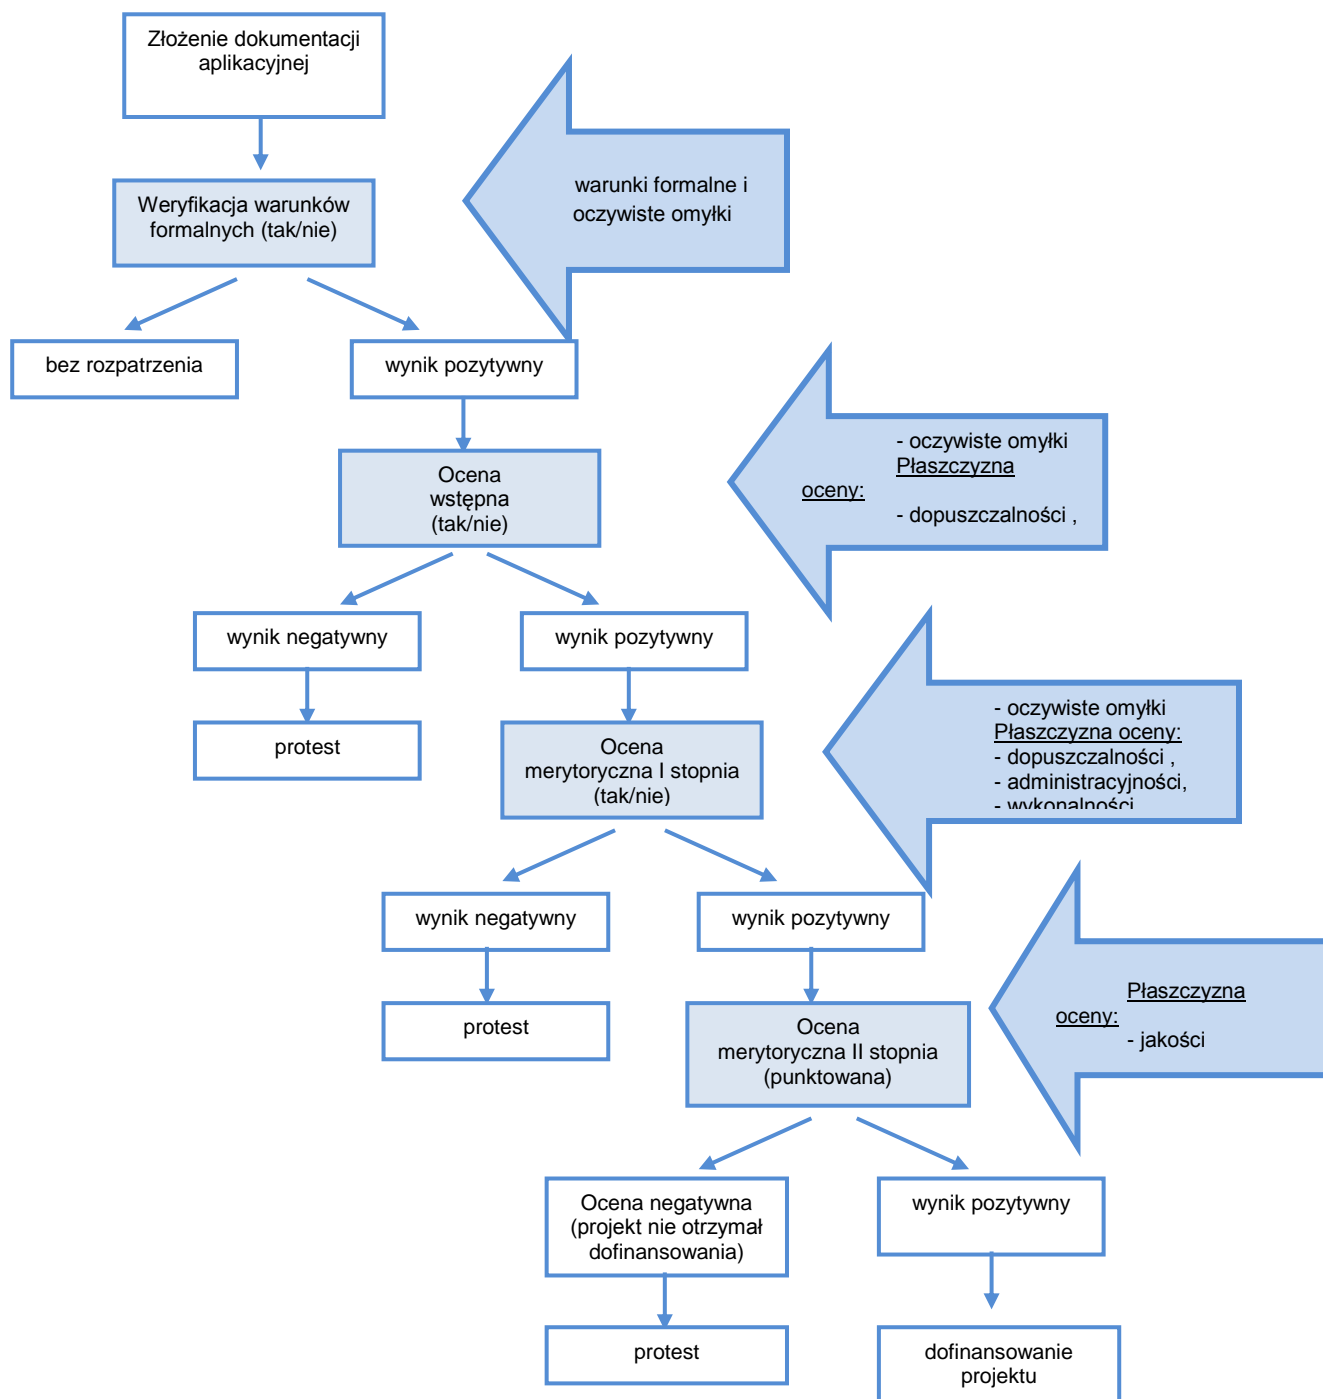 Złożenie dokumentacji
aplikacyjnej
Weryfikacja warunków
formalnych (tak/nie)
warunki formalne i
oczywiste omyłki
bez rozpatrzenia
wynik pozytywny
Ocena
wstępna
(tak/nie)
- oczywiste omyłki
Płaszczyzna
oceny:
- dopuszczalności ,
wynik negatywny
wynik pozytywny
protest
Ocena
merytoryczna I stopnia
(tak/nie)
- oczywiste omyłki
Płaszczyzna oceny:
- dopuszczalności ,
- administracyjności,
- wykonalności
wynik negatywny
wynik pozytywny
protest
Ocena
merytoryczna II stopnia
(punktowana)
Płaszczyzna
oceny:
- jakości
Ocena negatywna
(projekt nie otrzymał
dofinansowania)
wynik pozytywny
protest
dofinansowanie
projektu